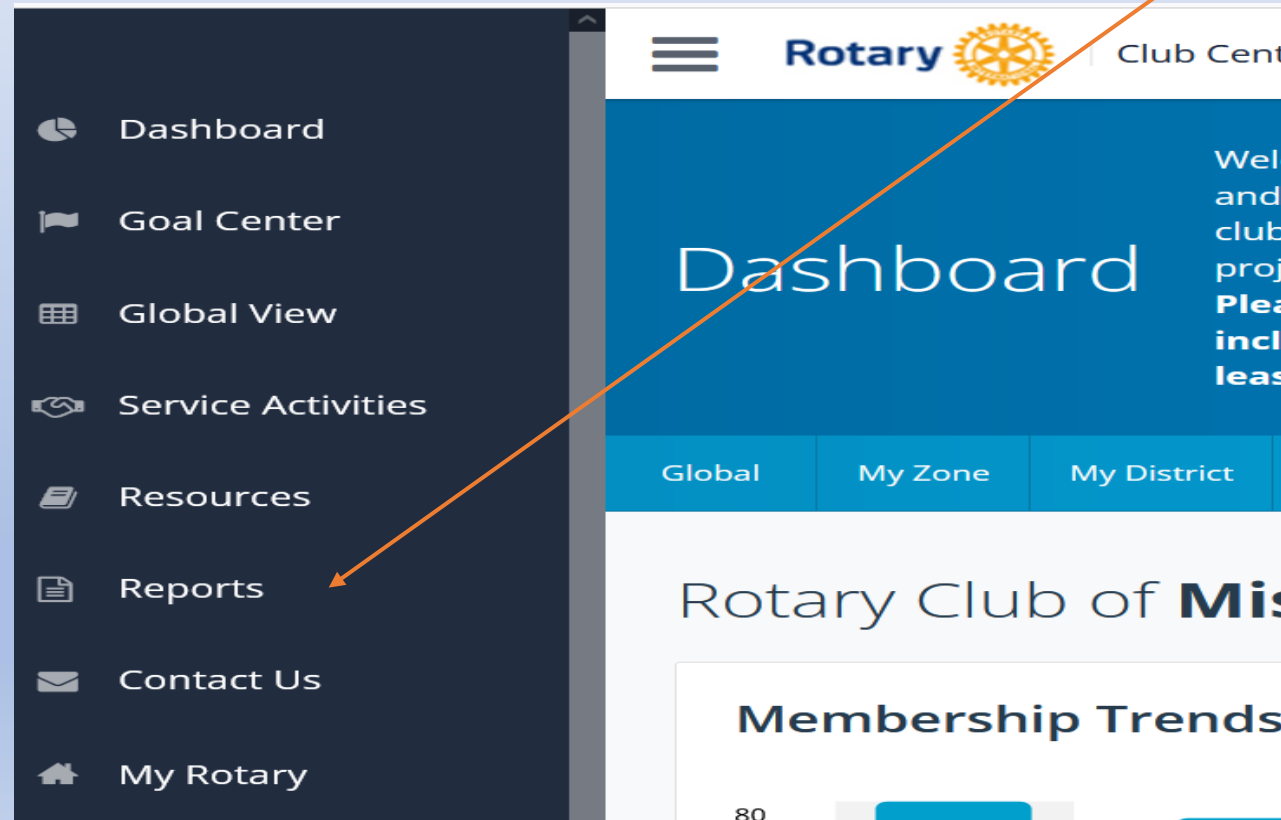 Dashboard
Goal Center
Global View
Service Activities
Resources
Reports
Contact Us
My Rotary
Rotary
Club Cent
Dashboard
Wel
and
club
proj
Plea
incl
leas
Global
My Zone
My District
Rotary Club of Mis
Membership Trends
80